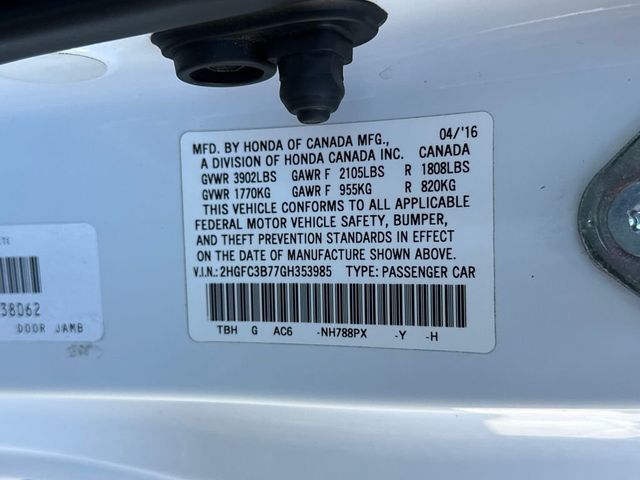 MFD. BY HONDA OF CANADA MFG., 04/'16
A DIVISION OF HONDA CANADA INC. CANADA
GVWR 3902LBS GAWR F 2105LBS R 1808LBS
GVWR 1770KG GAWR F 955KG R 820KG
THIS VEHICLE CONFORMS TO ALL APPLICABLE
FEDERAL MOTOR VEHICLE SAFETY, BUMPER,
AND THEFT PREVENTION STANDARDS IN EFFECT
ON THE DATE OF MANUFACTURE SHOWN ABOVE.
V.I.N.: 2HGFC3B77GH353985 TYPE: PASSENGER CAR
TBH G AC6 -NH788PX -Y -H
38062
DOOR JAMB